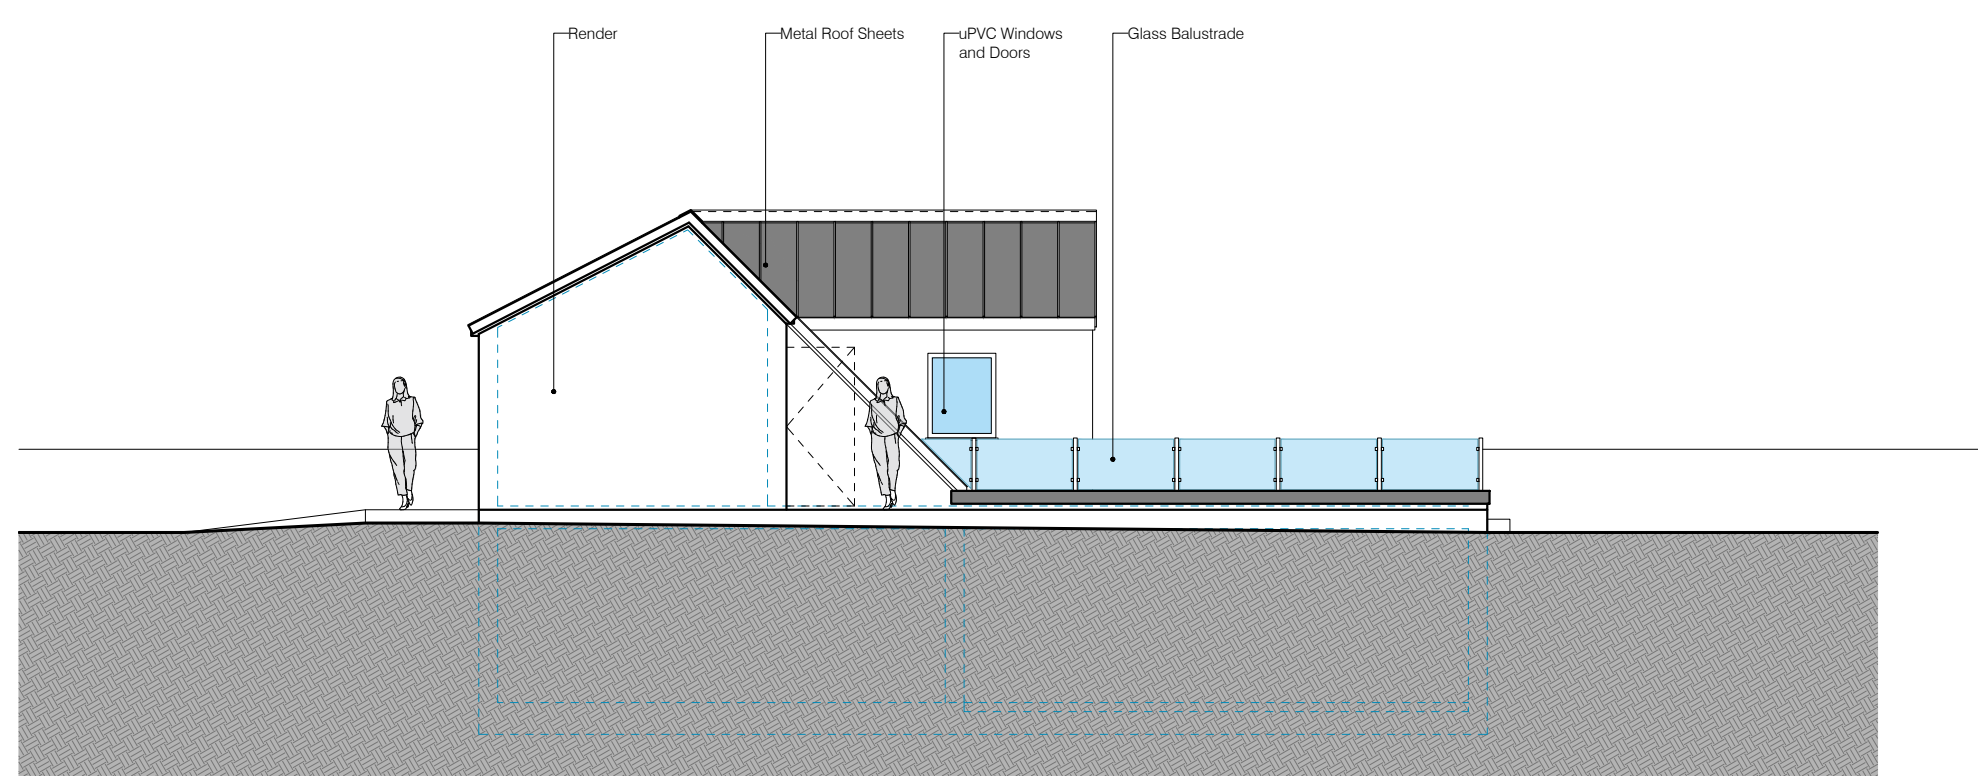 Render
Metal Roof Sheets
uPVC Windows
and Doors
Glass Balustrade